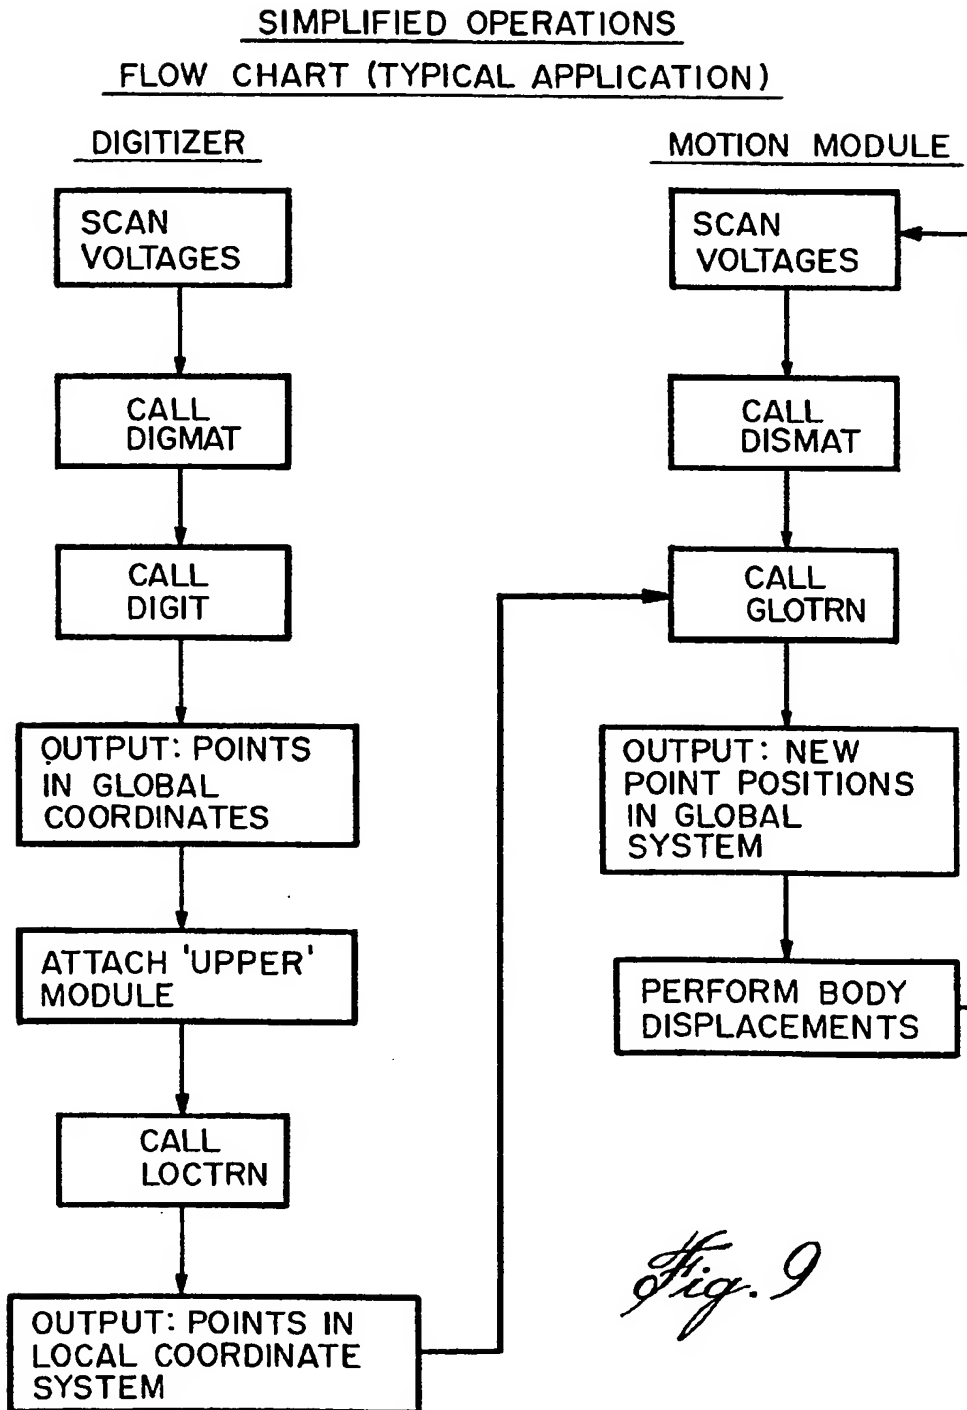 SIMPLIFIED OPERATIONS
FLOW CHART (TYPICAL APPLICATION)
DIGITIZER
SCAN
VOLTAGES
CALL
DIGMAT
CALL
DIGIT
OUTPUT: POINTS
IN GLOBAL
COORDINATES
ATTACH 'UPPER'
MODULE
CALL
LOCTRN
OUTPUT: POINTS IN
LOCAL COORDINATE
SYSTEM
MOTION MODULE
SCAN
VOLTAGES
CALL
DISMAT
CALL
GLOTRN
OUTPUT: NEW
POINT POSITIONS
IN GLOBAL
SYSTEM
PERFORM BODY
DISPLACEMENTS
Fig. 9